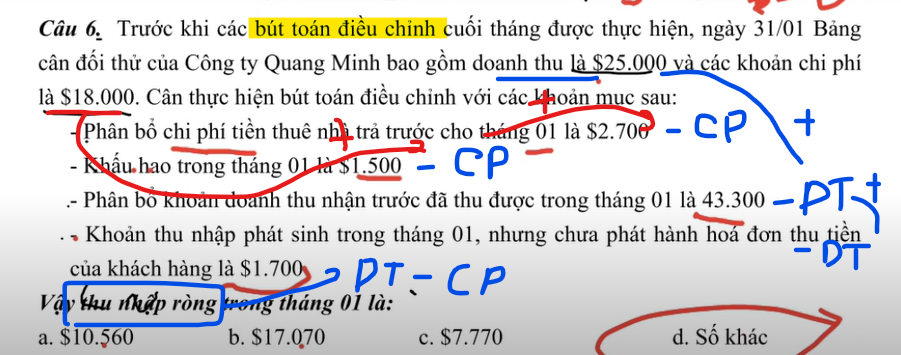 Câu 6. Trước khi các bút toán điều chỉnh cuối tháng được thực hiện, ngày 31/01 Bảng
cân đối thử của Công ty Quang Minh bao gồm doanh thu là $25.000 và các khoản chi phí
là $18.000. Cân thực hiện bút toán điều chỉnh với các khoản mục sau:
- Phân bổ chi phí tiền thuê nhà trả trước cho tháng 01 là $2.700 - CP +
- Khấu hao trong tháng 01 là $1.500 - CP
.- Phân bổ khoản doanh thu nhận trước đã thu được trong tháng 01 là 43.300 - DT +
. - Khoản thu nhập phát sinh trong tháng 01, nhưng chưa phát hành hoá đơn thu tiền
của khách hàng là $1.700 - DT
DT - CP
Vậy thu nhập ròng trong tháng 01 là:
a. $10.560 b. $17.070 c. $7.770 d. Số khác